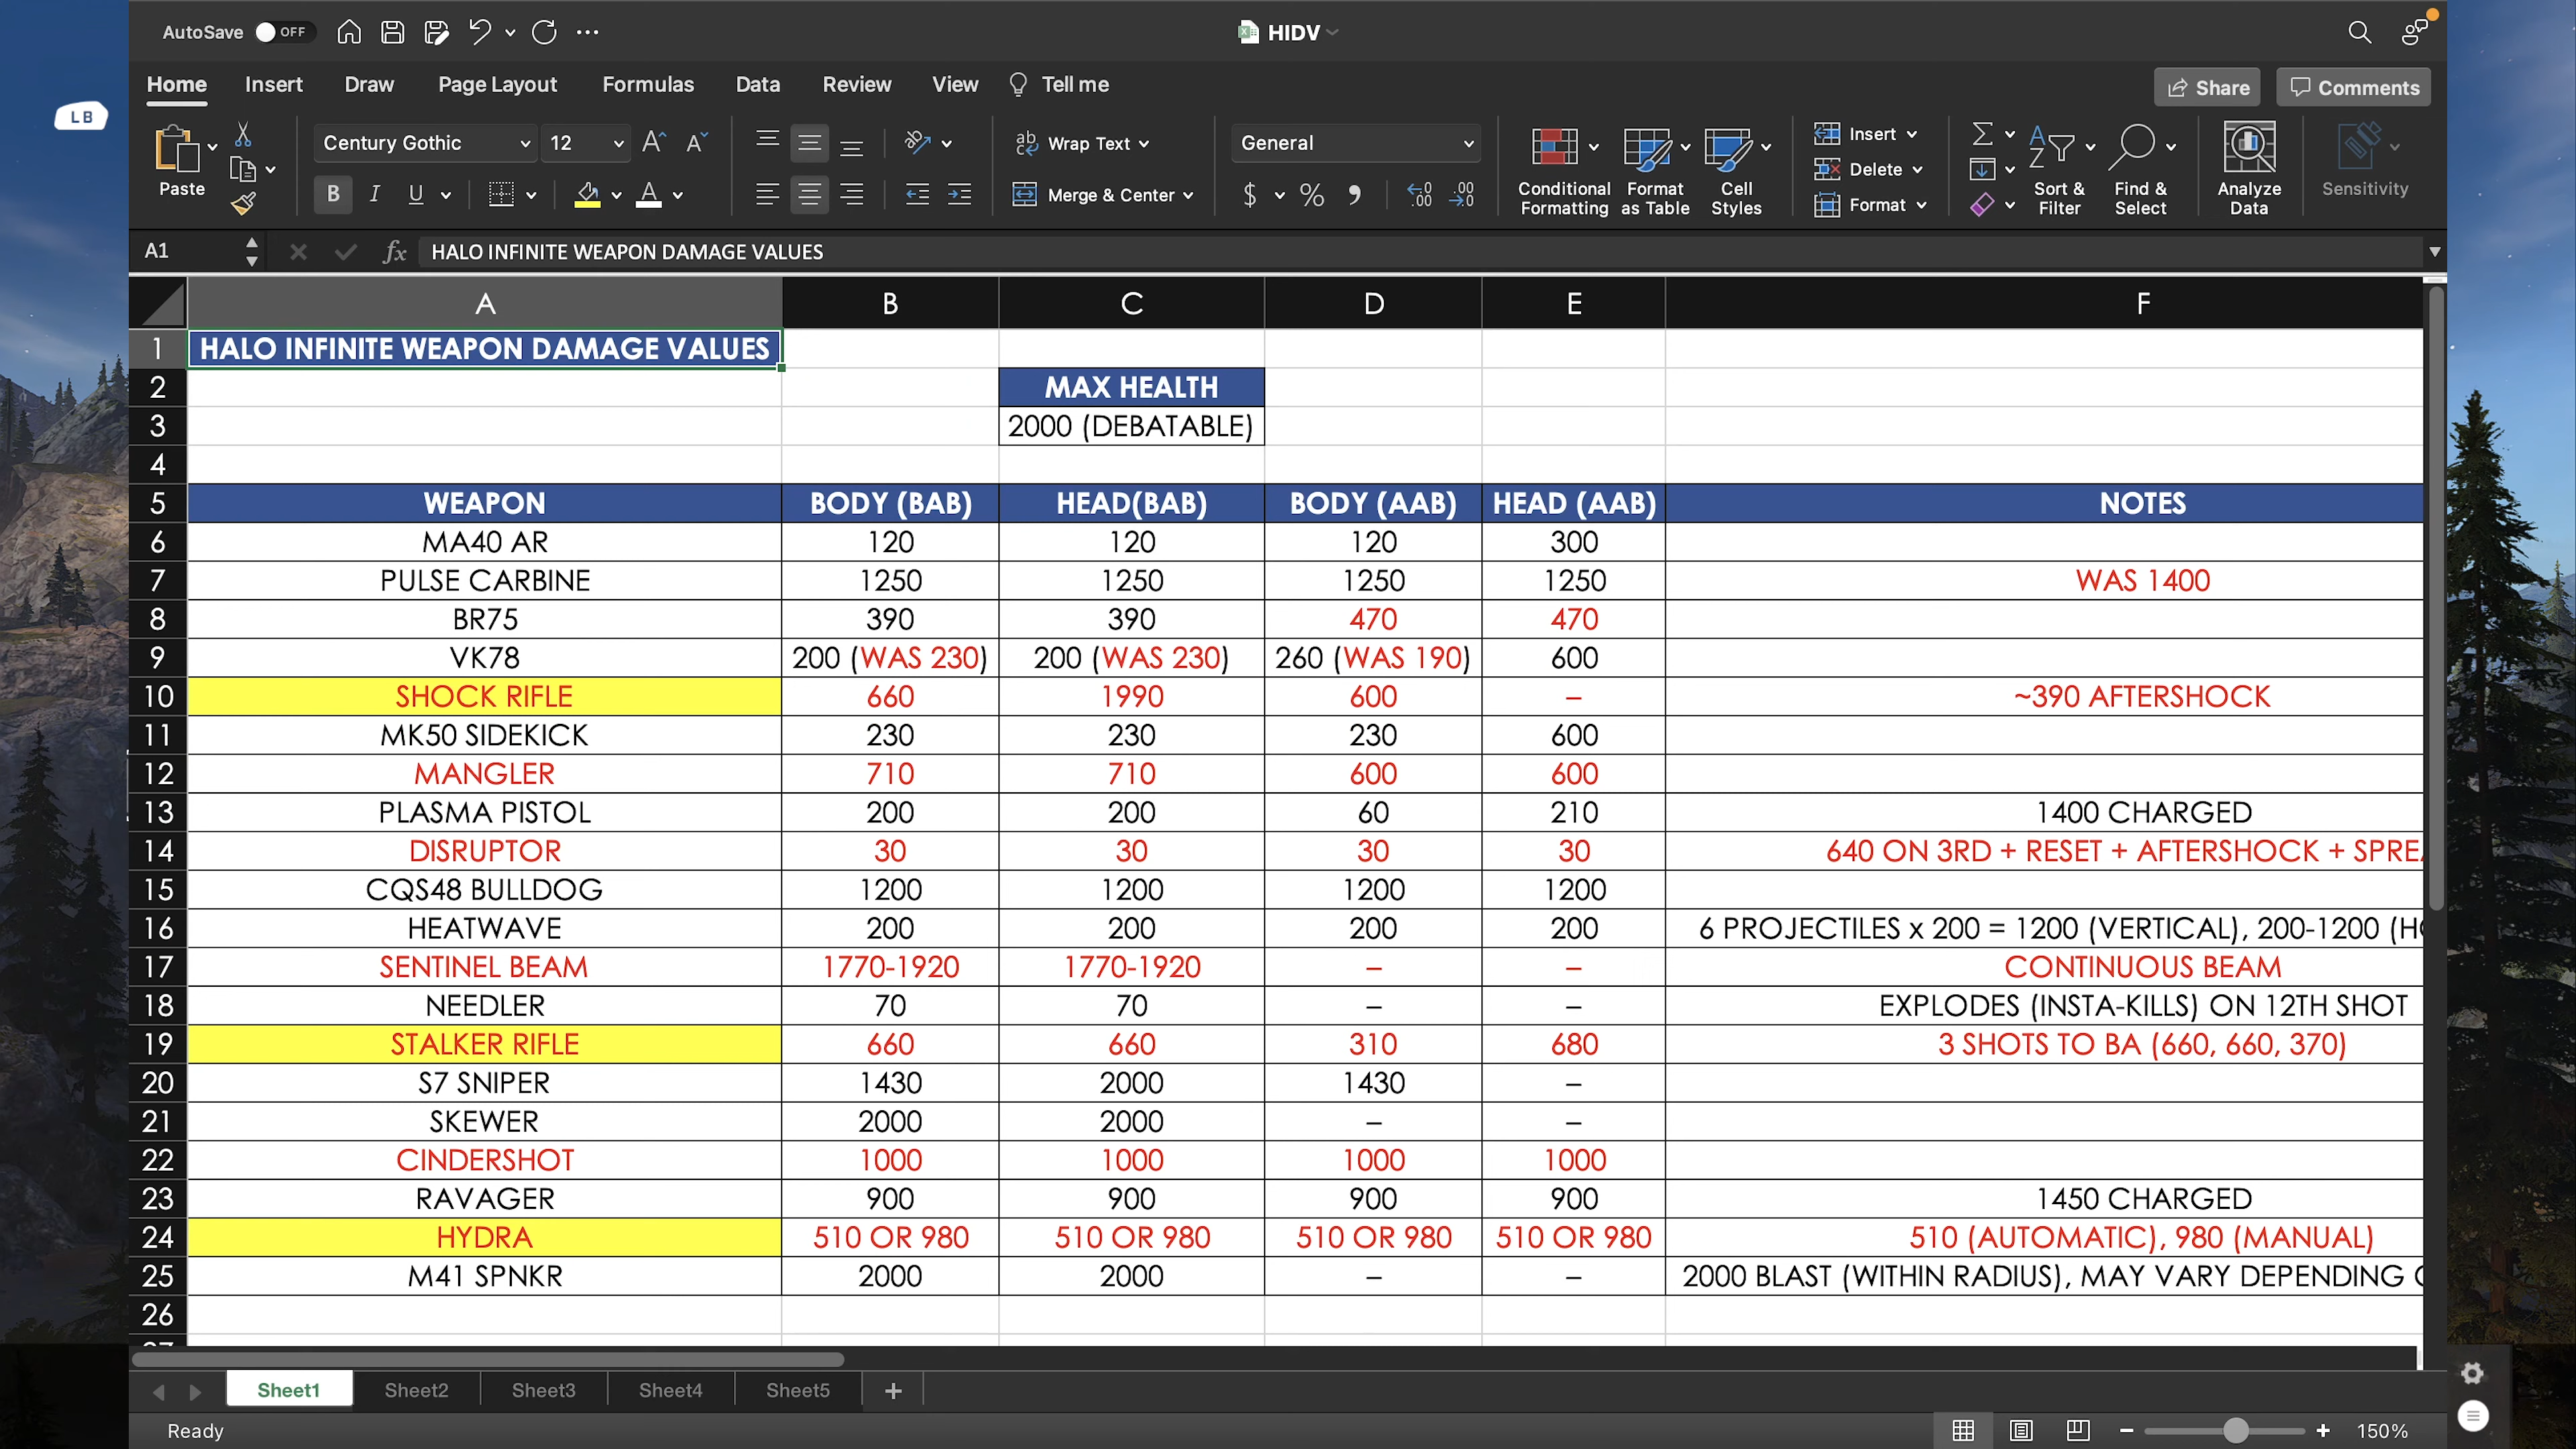 AutoSave OFF HIDV
LB
Home Insert Draw Page Layout Formulas Data Review View Tell me Share Comments
Paste Century Gothic 12 A A ab Wrap Text General Insert Σ A Z
B I U A Merge & Center $ % Conditional Formatting Format as Table Cell Styles Delete Format Sort & Filter Find & Select Analyze Data Sensitivity
A1 fx HALO INFINITE WEAPON DAMAGE VALUES
A B C D E F
1 HALO INFINITE WEAPON DAMAGE VALUES
2 MAX HEALTH
3 2000 (DEBATABLE)
4
5 WEAPON BODY (BAB) HEAD(BAB) BODY (AAB) HEAD (AAB) NOTES
6 MA40 AR 120 120 120 300
7 PULSE CARBINE 1250 1250 1250 1250 WAS 1400
8 BR75 390 390 470 470
9 VK78 200 (WAS 230) 200 (WAS 230) 260 (WAS 190) 600
10 SHOCK RIFLE 660 1990 600 – ~390 AFTERSHOCK
11 MK50 SIDEKICK 230 230 230 600
12 MANGLER 710 710 600 600
13 PLASMA PISTOL 200 200 60 210 1400 CHARGED
14 DISRUPTOR 30 30 30 30 640 ON 3RD + RESET + AFTERSHOCK + SPREA
15 CQS48 BULLDOG 1200 1200 1200 1200
16 HEATWAVE 200 200 200 200 6 PROJECTILES x 200 = 1200 (VERTICAL), 200-1200 (HO
17 SENTINEL BEAM 1770-1920 1770-1920 – – CONTINUOUS BEAM
18 NEEDLER 70 70 – – EXPLODES (INSTA-KILLS) ON 12TH SHOT
19 STALKER RIFLE 660 660 310 680 3 SHOTS TO BA (660, 660, 370)
20 S7 SNIPER 1430 2000 1430 –
21 SKEWER 2000 2000 – –
22 CINDERSHOT 1000 1000 1000 1000
23 RAVAGER 900 900 900 900 1450 CHARGED
24 HYDRA 510 OR 980 510 OR 980 510 OR 980 510 OR 980 510 (AUTOMATIC), 980 (MANUAL)
25 M41 SPNKR 2000 2000 – – 2000 BLAST (WITHIN RADIUS), MAY VARY DEPENDING
26
Sheet1 Sheet2 Sheet3 Sheet4 Sheet5 +
Ready 150%